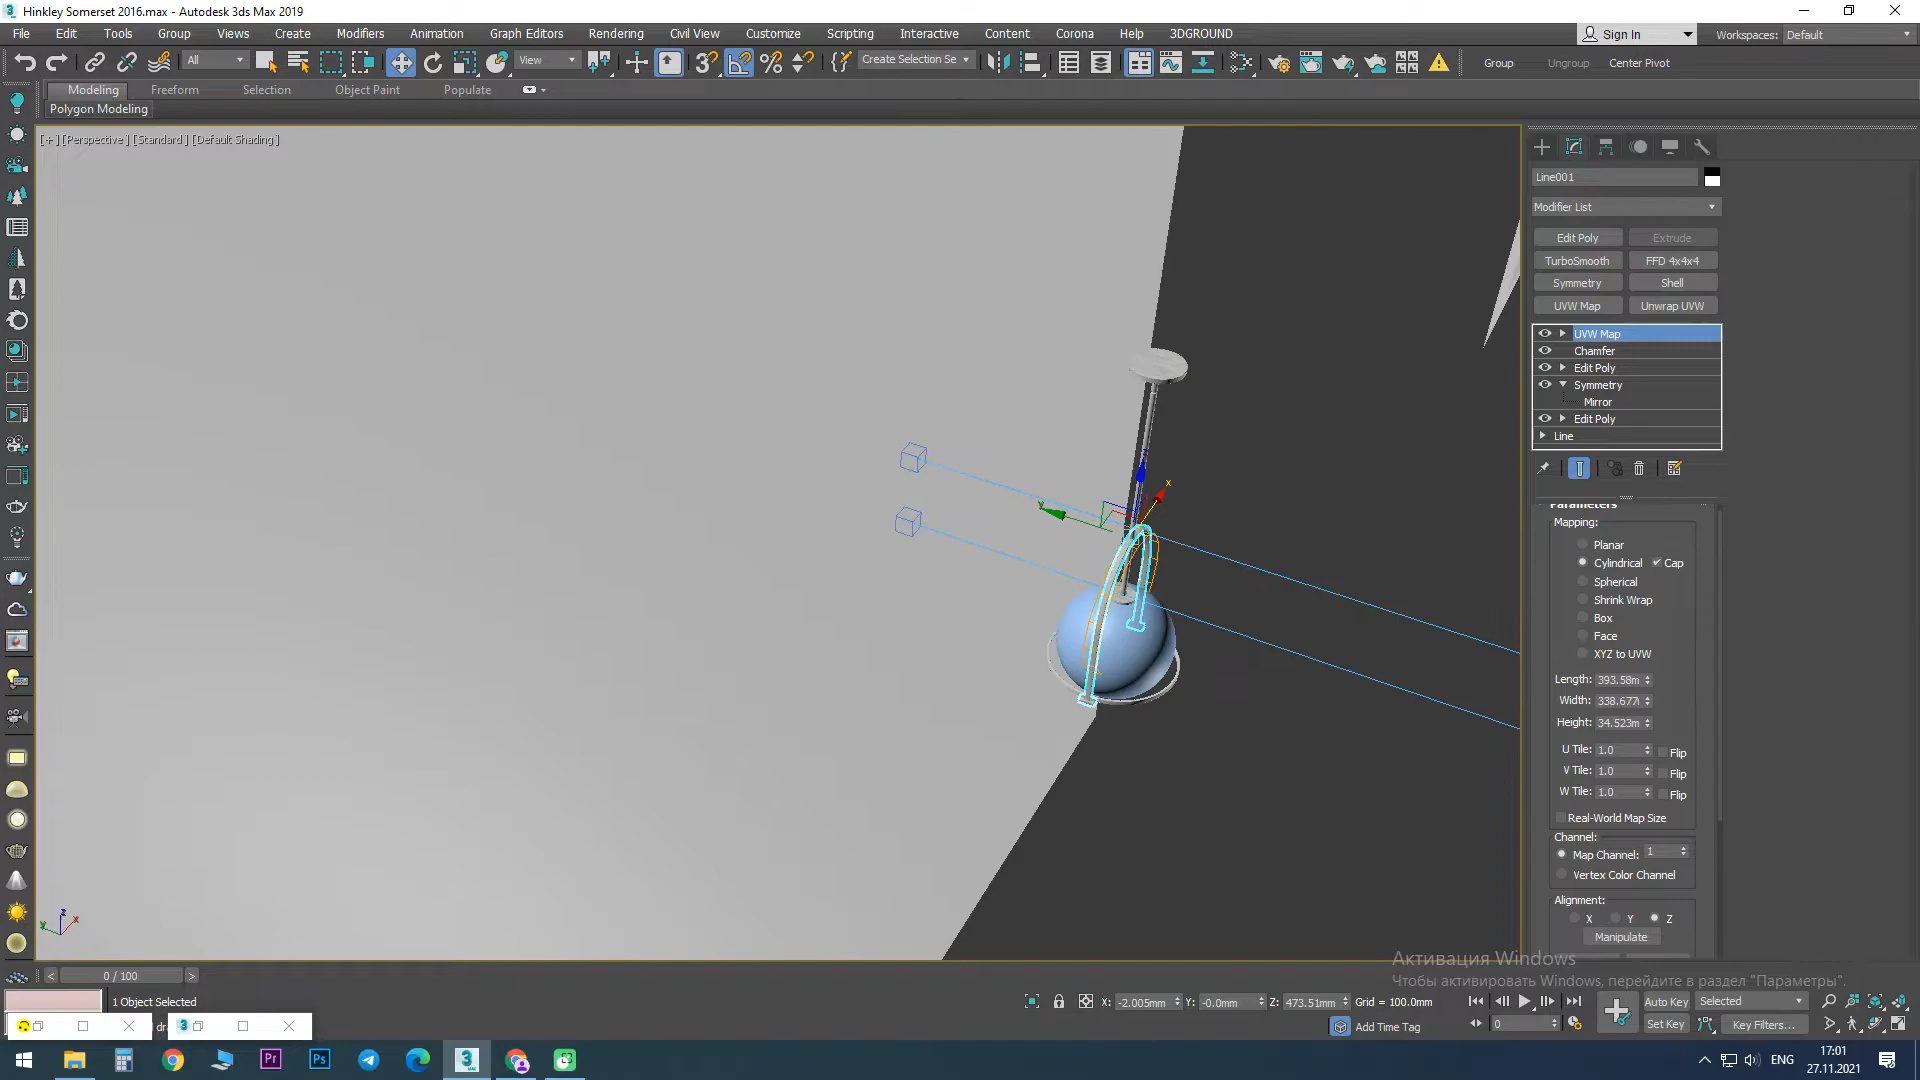 Hinkley Somerset 2016.max - Autodesk 3ds Max 2019
File Edit Tools Group Views Create Modifiers Animation Graph Editors Rendering Civil View Customize Scripting Interactive Content Corona Help 3DGROUND Sign In Workspaces: Default
All View Create Selection Se Group Ungroup Center Pivot
Modeling Freeform Selection Object Paint Populate
Polygon Modeling
[+] [Perspective] [Standard] [Default Shading]
Line001
Modifier List
Edit Poly Extrude
TurboSmooth FFD 4x4x4
Symmetry Shell
UVW Map Unwrap UVW
UVW Map
Chamfer
Edit Poly
Symmetry
Mirror
Edit Poly
Line
Parameters
Mapping:
Planar
Cylindrical Cap
Spherical
Shrink Wrap
Box
Face
XYZ to UVW
Length: 393.58m
Width: 338.677
Height: 34.523m
U Tile: 1.0 Flip
V Tile: 1.0 Flip
W Tile: 1.0 Flip
Real-World Map Size
Channel:
Map Channel: 1
Vertex Color Channel
Alignment:
X Y Z
Manipulate
x
y
z
y x
Активация Windows
Чтобы активировать Windows, перейдите в раздел "Параметры".
< 0 / 100 >
1 Object Selected X: -2.005mm Y: -0.0mm Z: 473.51mm Grid = 100.0mm Auto Key Selected
Add Time Tag 0 Set Key Key Filters...
Pr Ps 3 ENG 17:01
27.11.2021